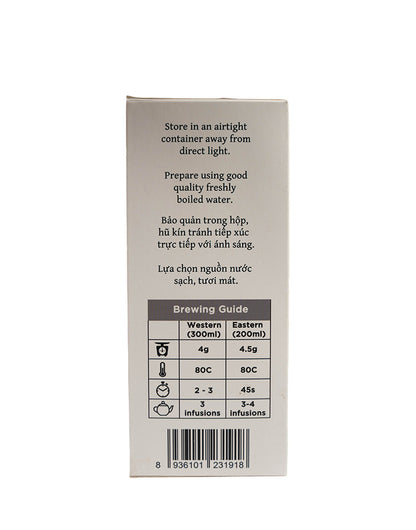 Store in an airtight
container away from
direct light.
Prepare using good
quality freshly
boiled water.
Bảo quản trong hộp,
hũ kín tránh tiếp xúc
trực tiếp với ánh sáng.
Lựa chọn nguồn nước
sạch, tươi mát.
Brewing Guide
Western Eastern
(300ml) (200ml)
4g 4.5g
80C 80C
2 - 3 45s
3 3-4
infusions infusions
8 936101 231918